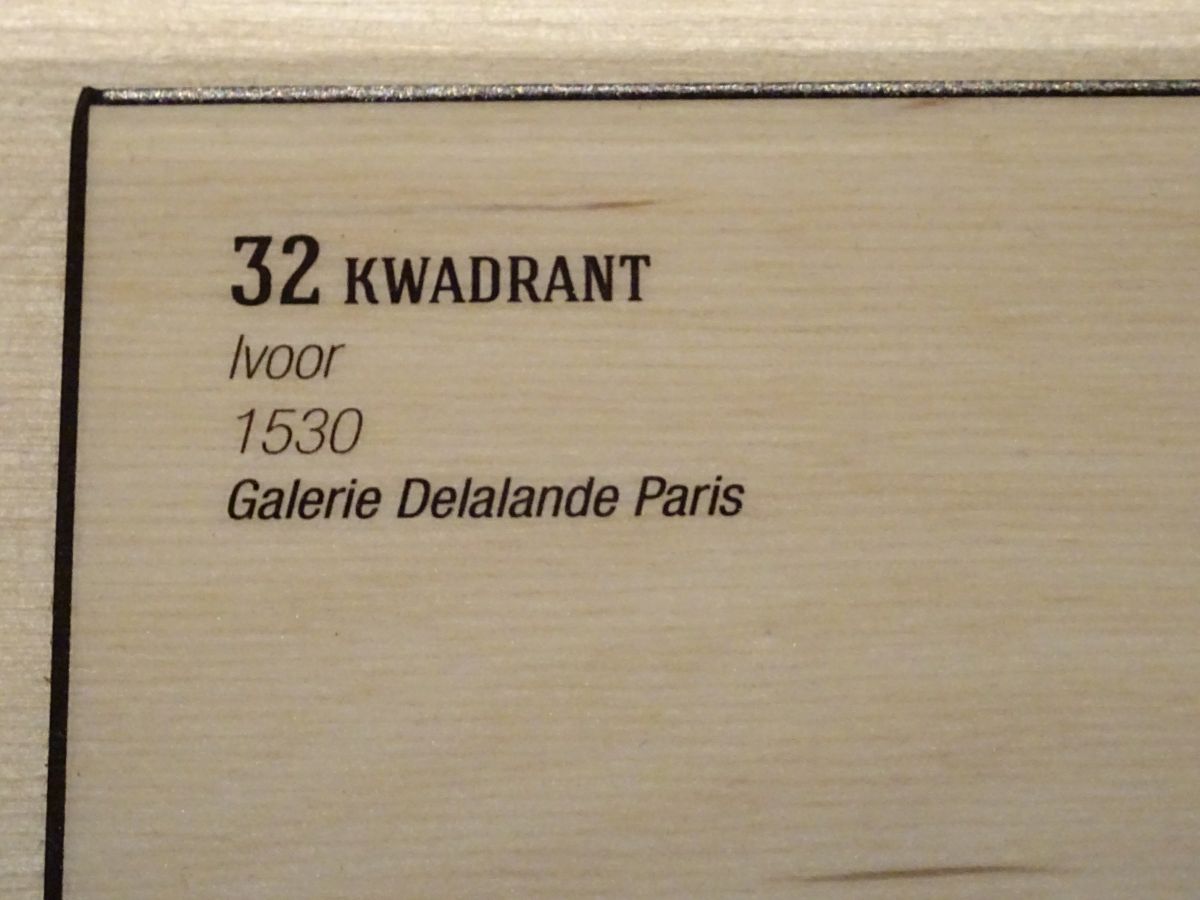 32 KWADRANT
Ivoor
1530
Galerie Delalande Paris